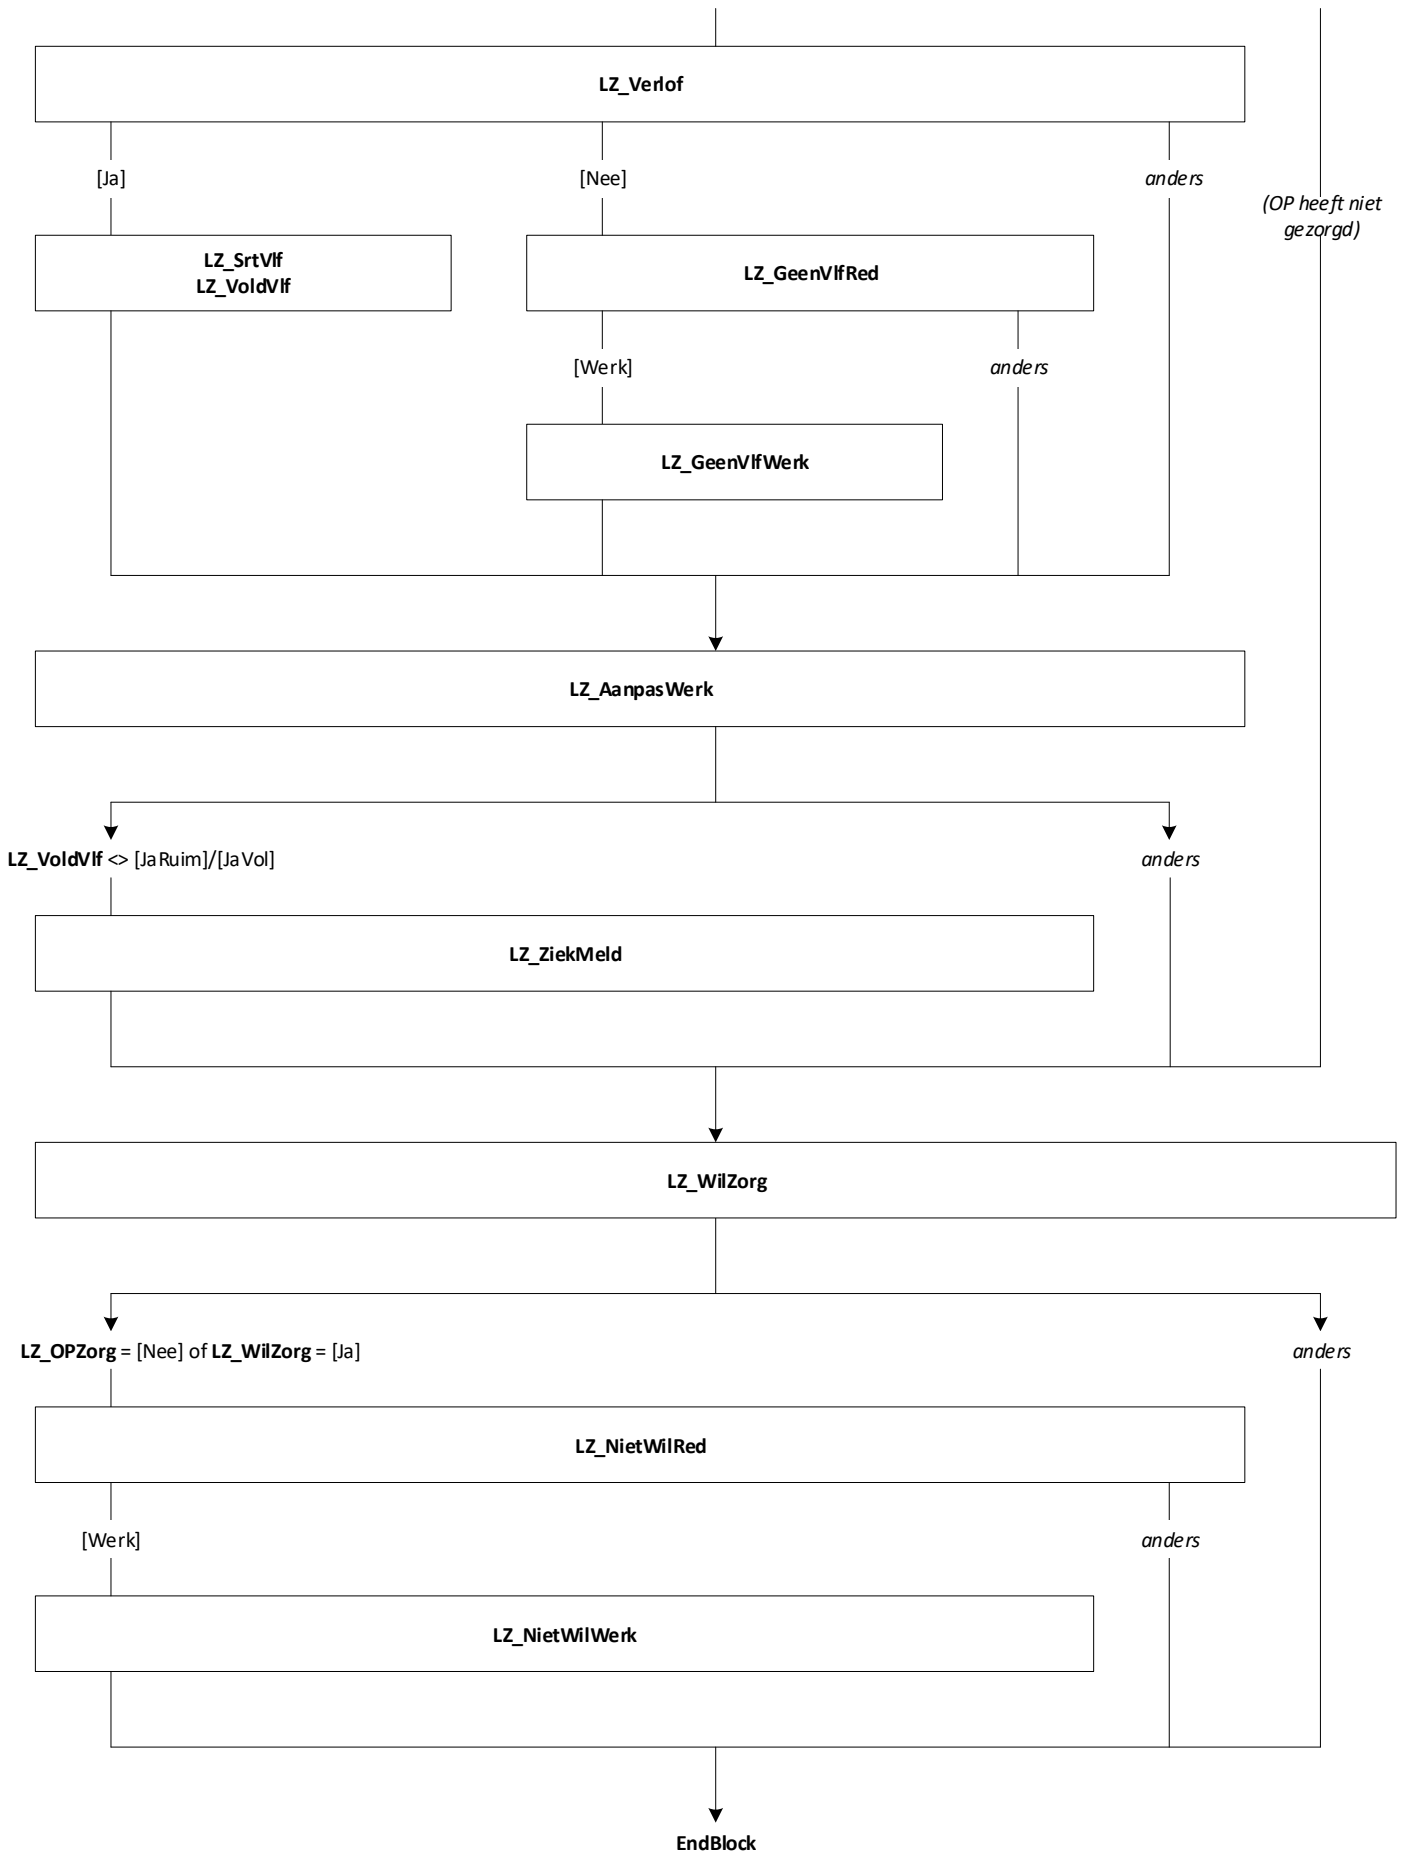 LZ_Verlof
[Ja]
[Nee]
anders
(OP heeft niet
gezorgd)
LZ_SrtVlf
LZ_VoldVlf
LZ_GeenVlfRed
[Werk]
anders
LZ_GeenVlfWerk
LZ_AanpasWerk
LZ_VoldVlf <> [JaRuim]/[JaVol]
anders
LZ_ZiekMeld
LZ_WilZorg
LZ_OPZorg = [Nee] of LZ_WilZorg = [Ja]
anders
LZ_NietWilRed
[Werk]
anders
LZ_NietWilWerk
EndBlock